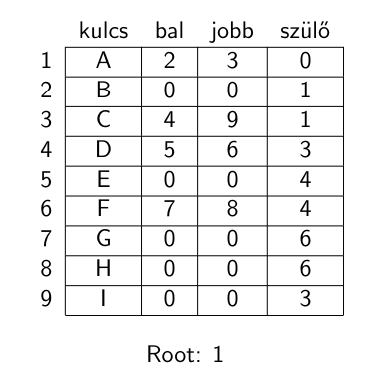 kulcs bal jobb szülő
1 A 2 3 0
2 B 0 0 1
3 C 4 9 1
4 D 5 6 3
5 E 0 0 4
6 F 7 8 4
7 G 0 0 6
8 H 0 0 6
9 I 0 0 3
Root: 1